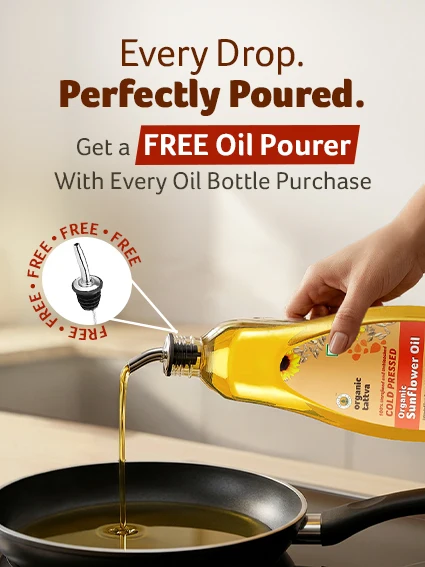 Every Drop.
Perfectly Poured.
Get a FREE Oil Pourer
With Every Oil Bottle Purchase
FREE • FREE • FREE • FREE • FREE •
organic
tattva
COLD PRESSED
Organic
Sunflower Oil